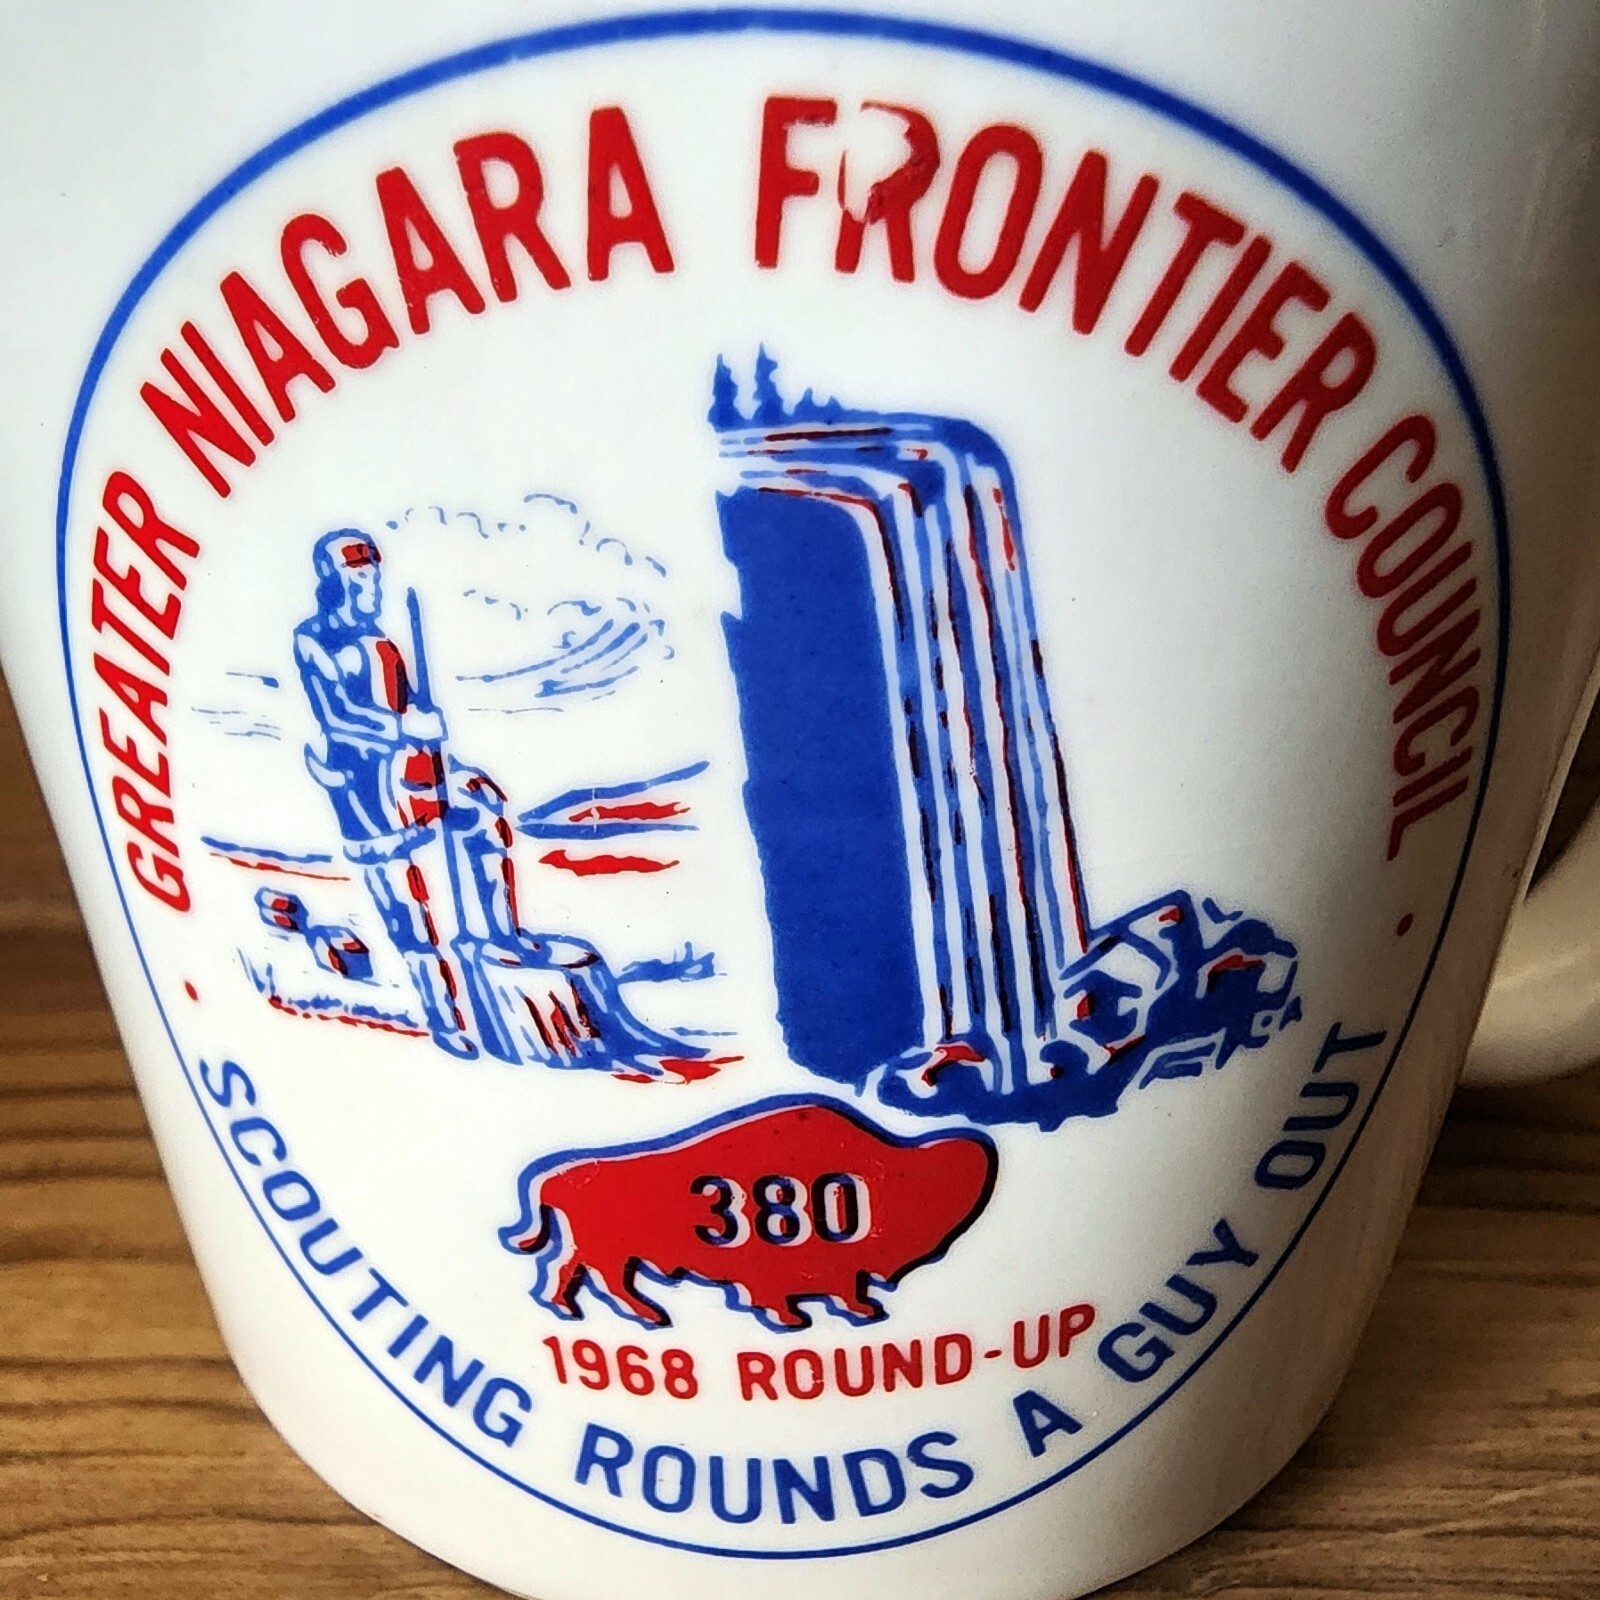 GREATER NIAGARA FRONTIER COUNCIL
380
1968 ROUND-UP
SCOUTING ROUNDS A GUY OUT